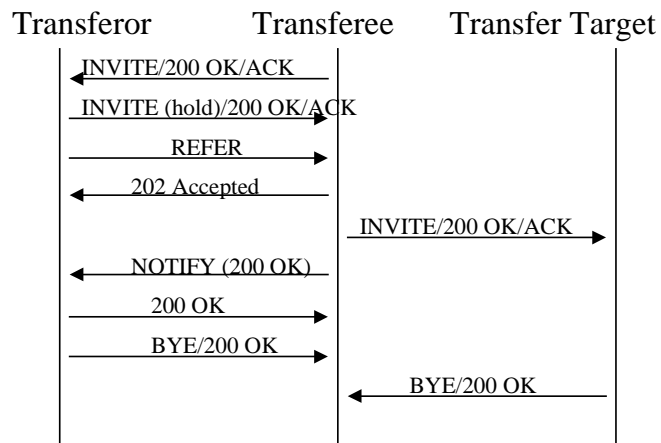 Transferor Transferee Transfer Target
INVITE/200 OK/ACK
INVITE (hold)/200 OK/ACK
REFER
202 Accepted
INVITE/200 OK/ACK
NOTIFY (200 OK)
200 OK
BYE/200 OK
BYE/200 OK